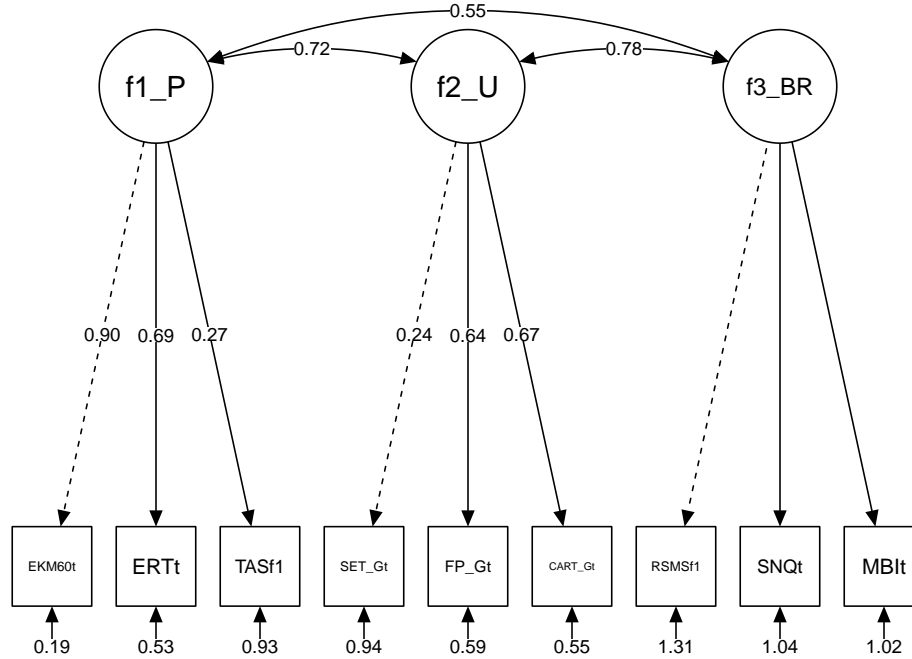 0.55
0.72
0.78
f1_P
f2_U
f3_BR
0.90
0.69
0.27
0.24
0.64
0.67
EKM60t
ERTt
TASf1
SET_Gt
FP_Gt
CART_Gt
RSMSf1
SNQt
MBIt
0.19
0.53
0.93
0.94
0.59
0.55
1.31
1.04
1.02